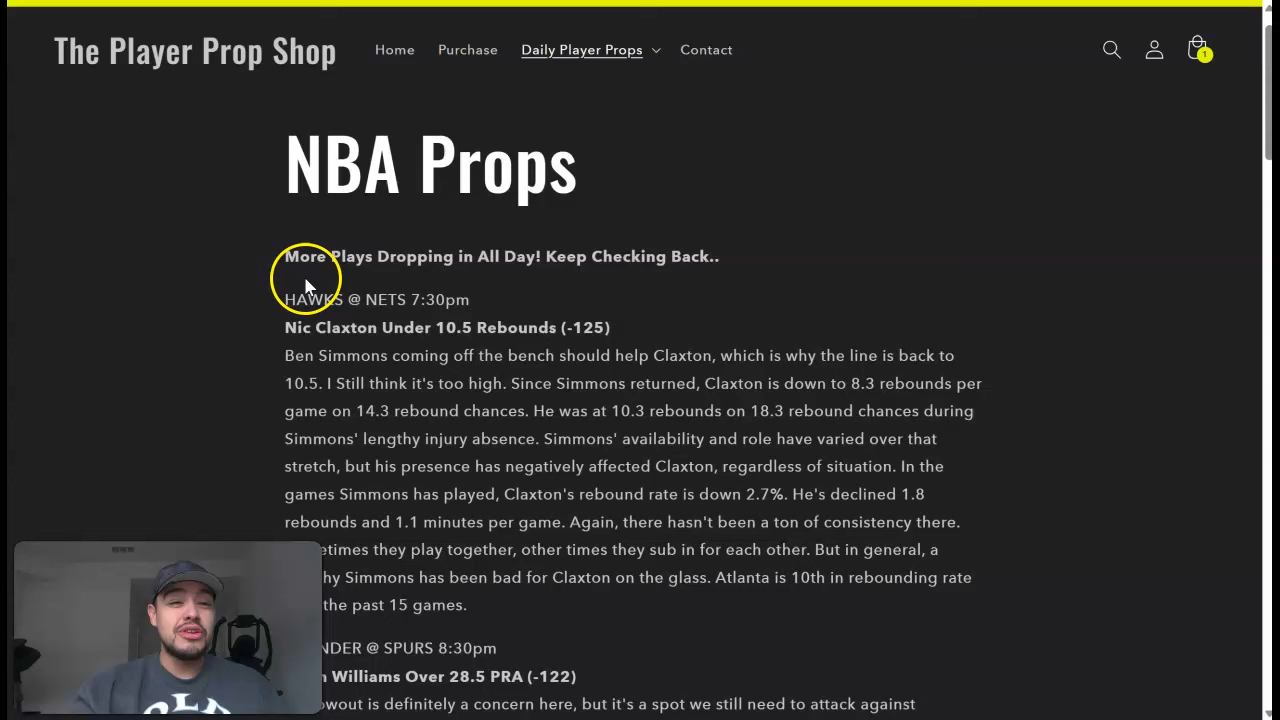 The Player Prop Shop
Home Purchase Daily Player Props Contact
1
NBA Props
More Plays Dropping in All Day! Keep Checking Back..
HAWKS @ NETS 7:30pm
Nic Claxton Under 10.5 Rebounds (-125)
Ben Simmons coming off the bench should help Claxton, which is why the line is back to
10.5. I Still think it's too high. Since Simmons returned, Claxton is down to 8.3 rebounds per
game on 14.3 rebound chances. He was at 10.3 rebounds on 18.3 rebound chances during
Simmons' lengthy injury absence. Simmons' availability and role have varied over that
stretch, but his presence has negatively affected Claxton, regardless of situation. In the
games Simmons has played, Claxton's rebound rate is down 2.7%. He's declined 1.8
rebounds and 1.1 minutes per game. Again, there hasn't been a ton of consistency there.
etimes they play together, other times they sub in for each other. But in general, a
hy Simmons has been bad for Claxton on the glass. Atlanta is 10th in rebounding rate
the past 15 games.
NDER @ SPURS 8:30pm
Williams Over 28.5 PRA (-122)
owout is definitely a concern here, but it's a spot we still need to attack against